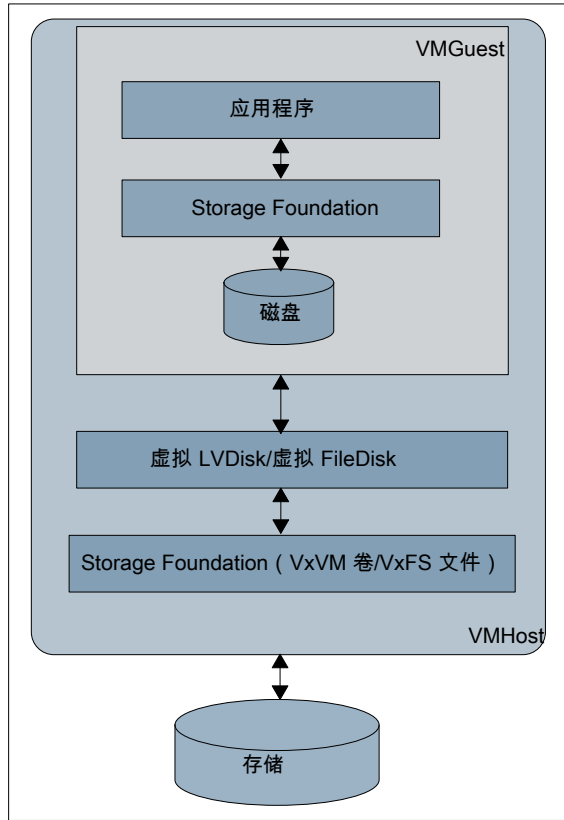 VMGuest
应用程序
Storage Foundation
磁盘
虚拟 LVDisk/虚拟 FileDisk
Storage Foundation（VxVM 卷/VxFS 文件）
VMHost
存储